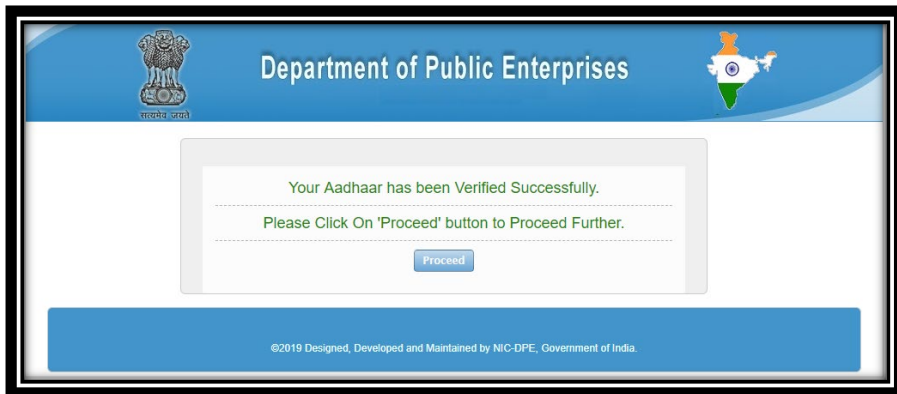 Department of Public Enterprises
सत्यमेव जयते
Your Aadhaar has been Verified Successfully.
Please Click On 'Proceed' button to Proceed Further.
Proceed
©2019 Designed, Developed and Maintained by NIC-DPE, Government of India.